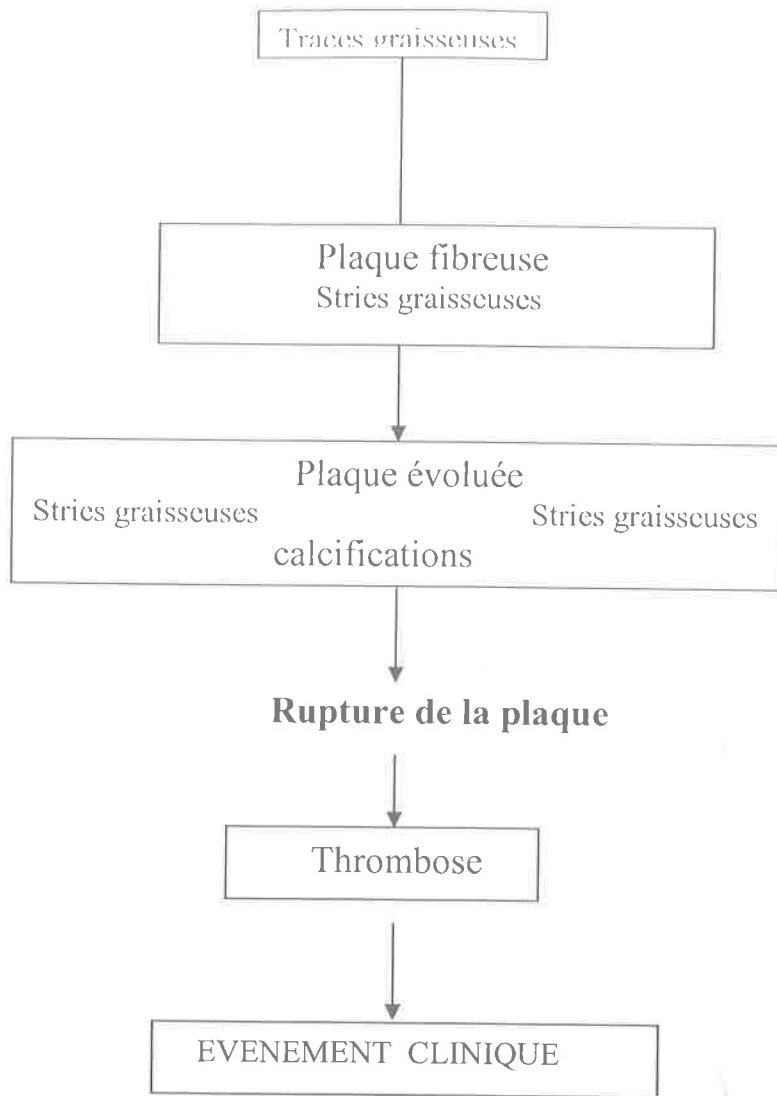 Traces graisseuses
Plaque fibreuse
Stries graisseuses
Plaque évoluée
Stries graisseuses Stries graisseuses
calcifications
Rupture de la plaque
Thrombose
EVENEMENT CLINIQUE